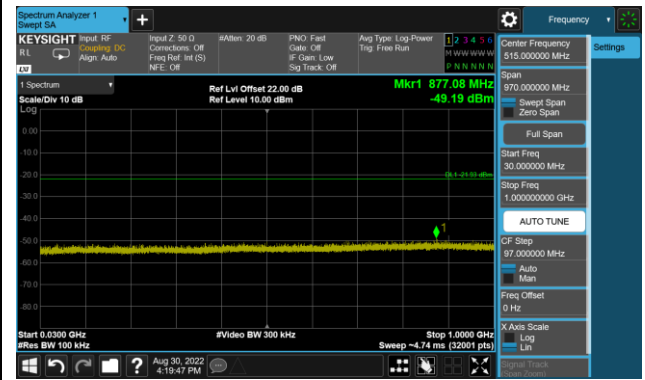 Spectrum Analyzer 1
Swept SA
+
Frequency
KEYSIGHT
RL
LXI
Input: RF
Coupling: DC
Align: Auto
Input Z: 50 Ω
Corrections: Off
Freq Ref: Int (S)
NFE: Off
#Atten: 20 dB
PNO: Fast
Gate: Off
IF Gain: Low
Sig Track: Off
Avg Type: Log-Power
Trig: Free Run
1 2 3 4 5 6
M W W W W W
P N N N N N
1 Spectrum
Scale/Div 10 dB
Log
Ref Lvl Offset 22.00 dB
Ref Level 10.00 dBm
Mkr1 877.08 MHz
-49.19 dBm
0.00
-10.0
-20.0
-30.0
-40.0
-50.0
-60.0
-70.0
-80.0
1
Start 0.0300 GHz
#Res BW 100 kHz
#Video BW 300 kHz
Stop 1.0000 GHz
Sweep ~4.74 ms (32001 pts)
Center Frequency
515.000000 MHz
Settings
Span
970.000000 MHz
Swept Span
Zero Span
Full Span
Start Freq
30.000000 MHz
Stop Freq
1.000000000 GHz
AUTO TUNE
CF Step
97.000000 MHz
Auto
Man
Freq Offset
0 Hz
X Axis Scale
Log
Lin
Signal Track
(Span Zoom)
?
Aug 30, 2022
4:19:47 PM